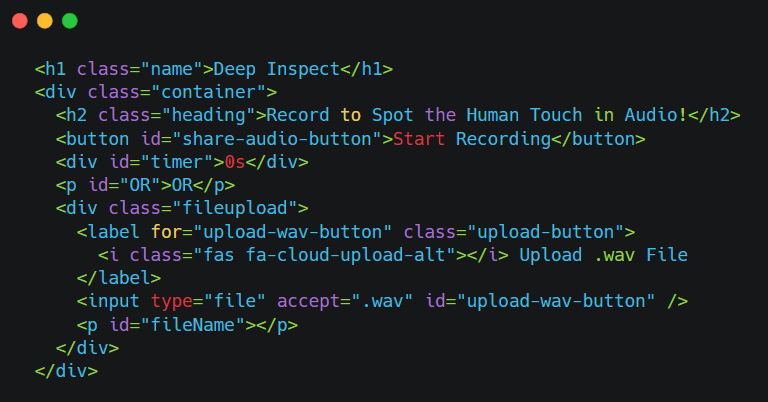 <h1 class="name">Deep Inspect</h1>
<div class="container">
  <h2 class="heading">Record to Spot the Human Touch in Audio!</h2>
  <button id="share-audio-button">Start Recording</button>
  <div id="timer">0s</div>
  <p id="OR">OR</p>
  <div class="fileupload">
    <label for="upload-wav-button" class="upload-button">
      <i class="fas fa-cloud-upload-alt"></i> Upload .wav File
    </label>
    <input type="file" accept=".wav" id="upload-wav-button" />
    <p id="fileName"></p>
  </div>
</div>